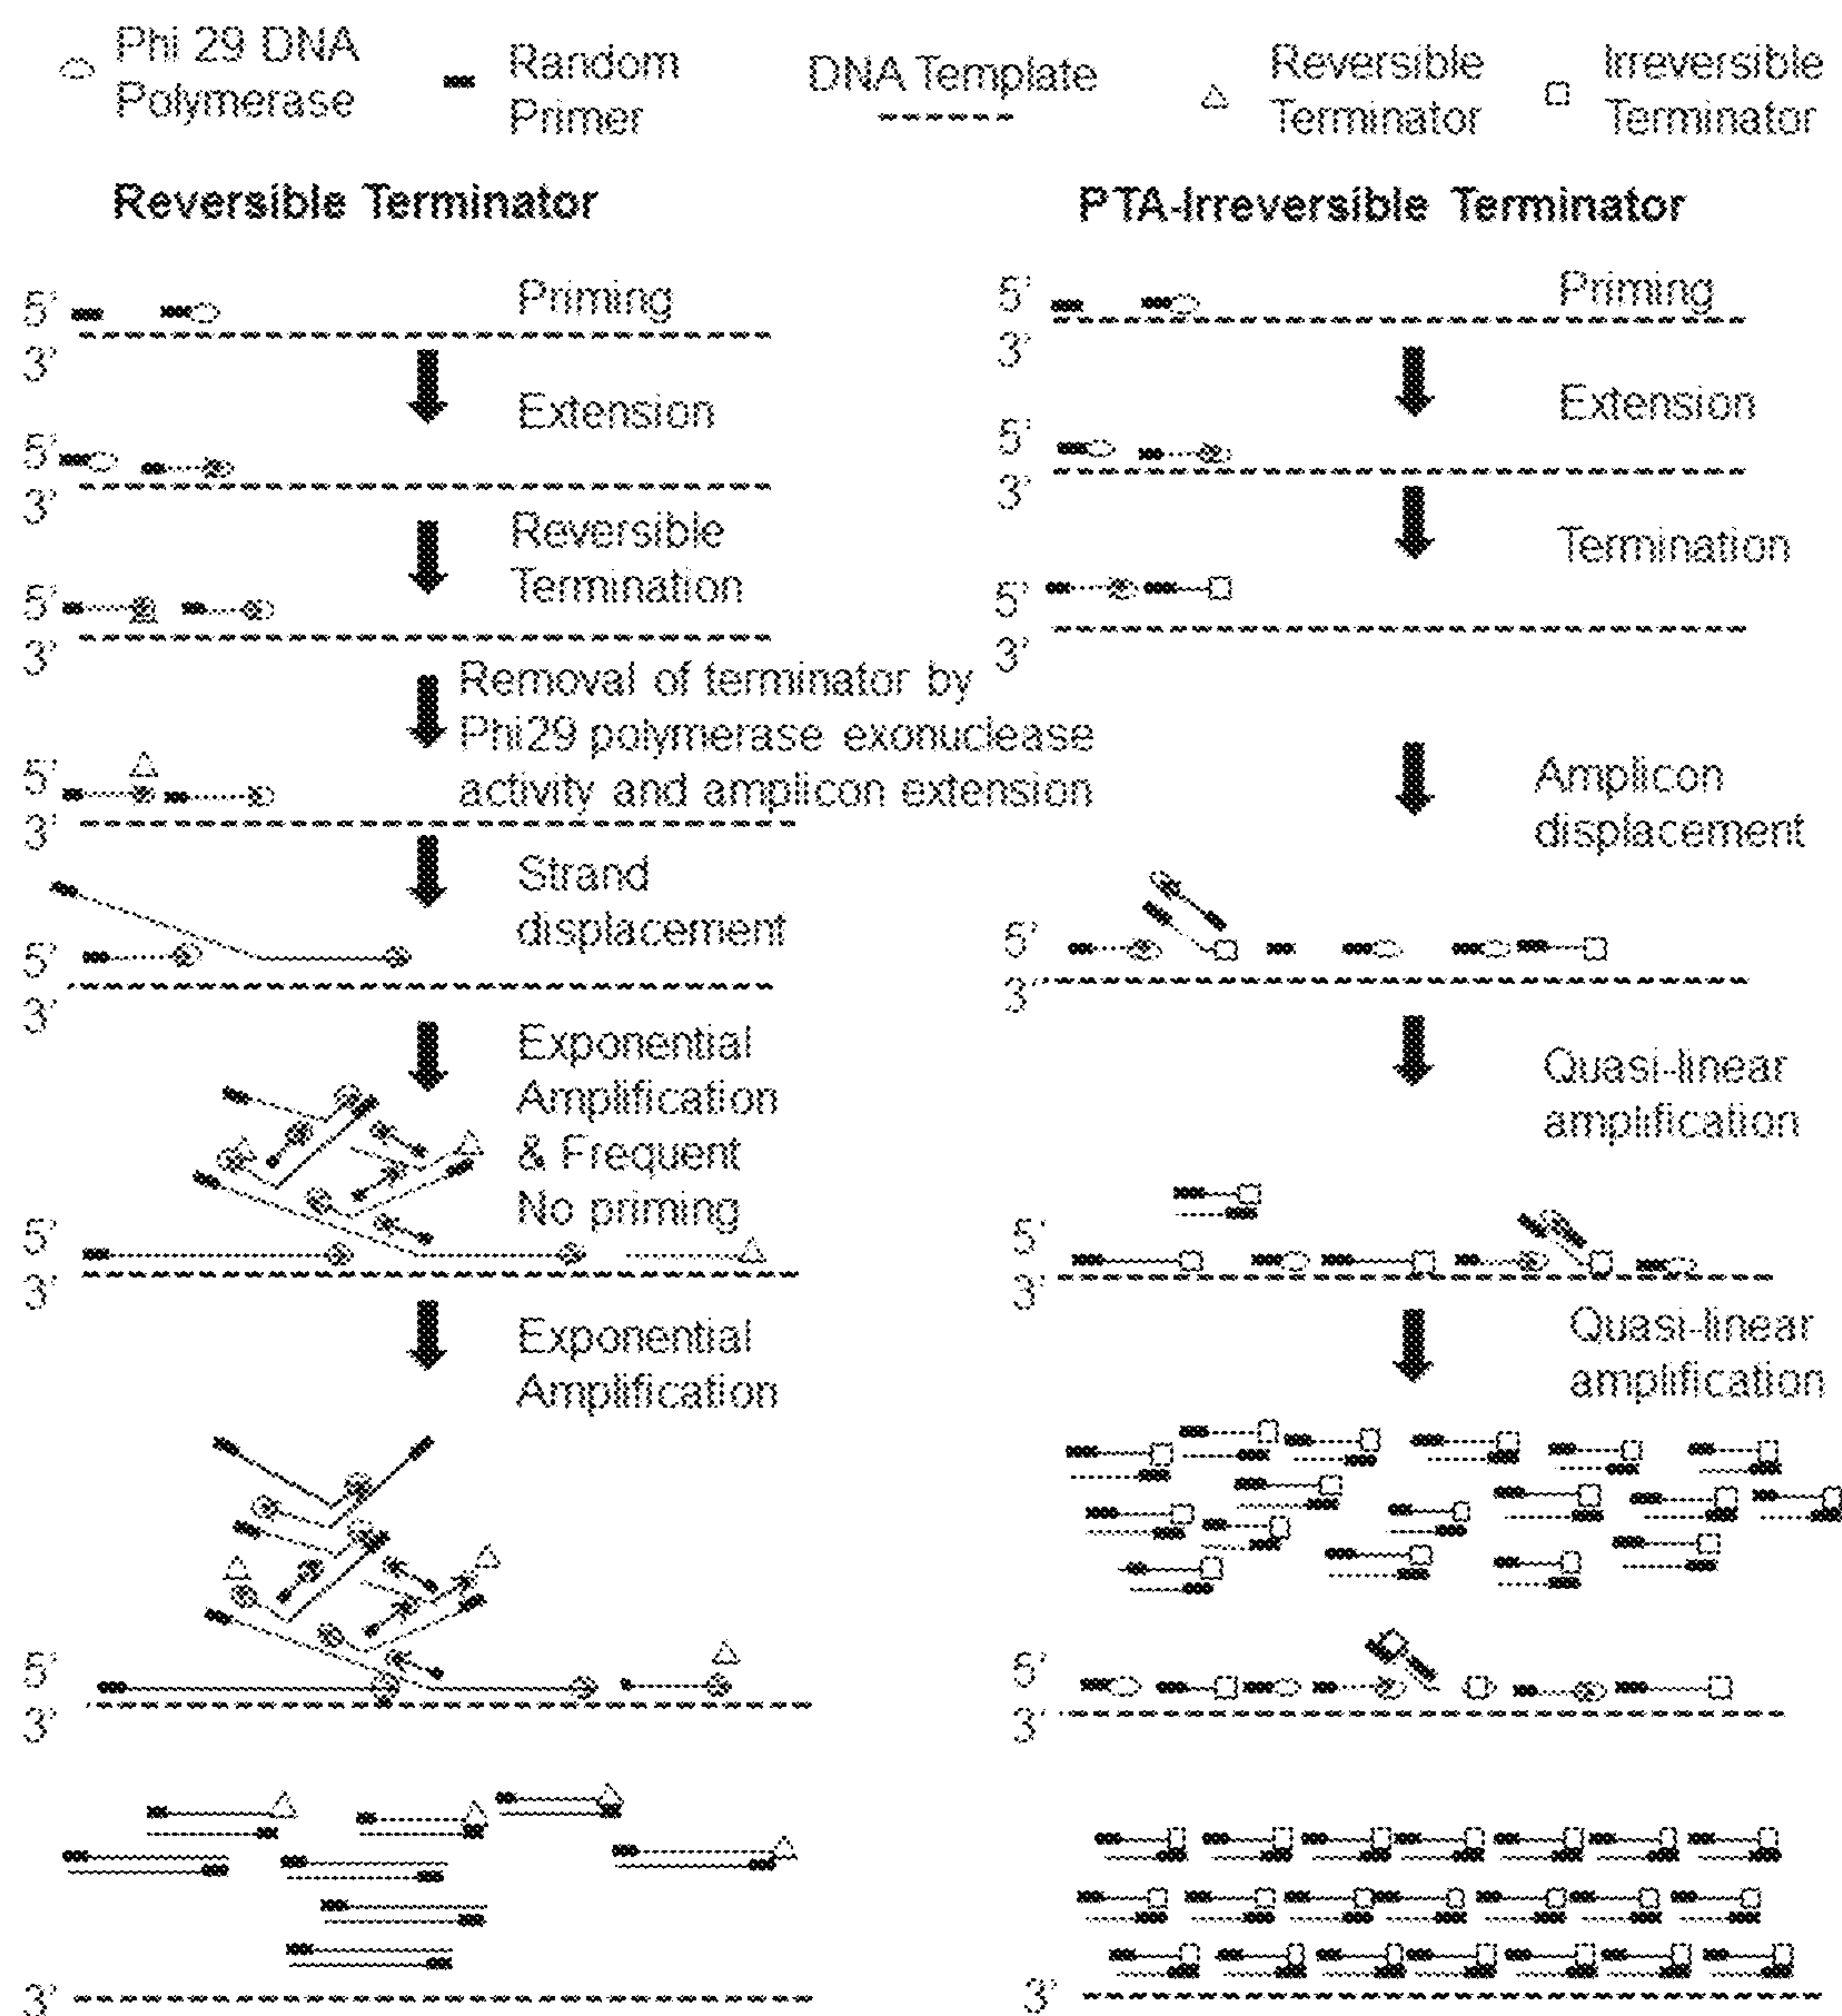 Phi 29 DNA
Polymerase
Random
Primer
DNA Template
Reversible
Terminator
Irreversible
Terminator
Reversible Terminator
5'
3'
Priming
Extension
5'
3'
Reversible
Termination
5'
3'
Removal of terminator by
Phi29 polymerase exonuclease
activity and amplicon extension
5'
3'
Strand
displacement
5'
3'
Exponential
Amplification
& Frequent
No priming
5'
3'
Exponential
Amplification
5'
3'
3'
PTA-Irreversible Terminator
5'
3'
Priming
Extension
5'
3'
Termination
5'
3'
Amplicon
displacement
5'
3'
Quasi-linear
amplification
5'
3'
Quasi-linear
amplification
5'
3'
3'